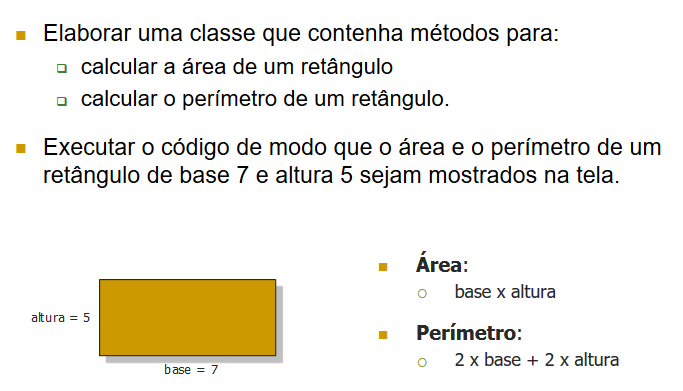 Elaborar uma classe que contenha métodos para:
calcular a área de um retângulo
calcular o perímetro de um retângulo.
Executar o código de modo que o área e o perímetro de um
retângulo de base 7 e altura 5 sejam mostrados na tela.
altura = 5
base = 7
Área:
base x altura
Perímetro:
2 x base + 2 x altura